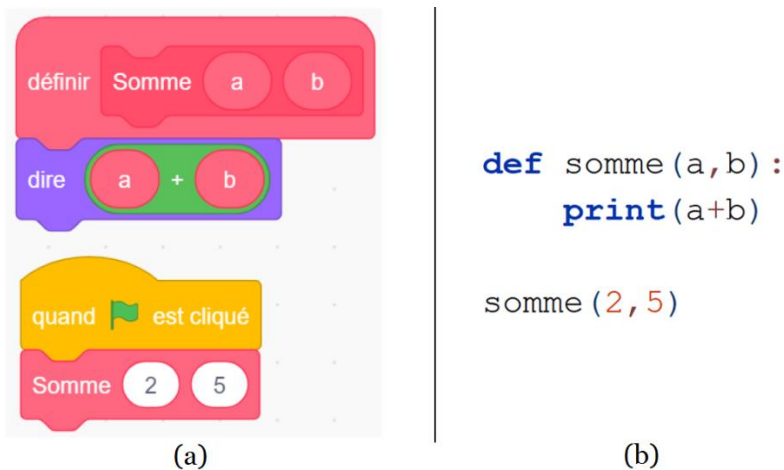 définir Somme a b
dire a + b
quand est cliqué
Somme 2 5
(a)
def somme(a,b):
print(a+b)
somme(2,5)
(b)